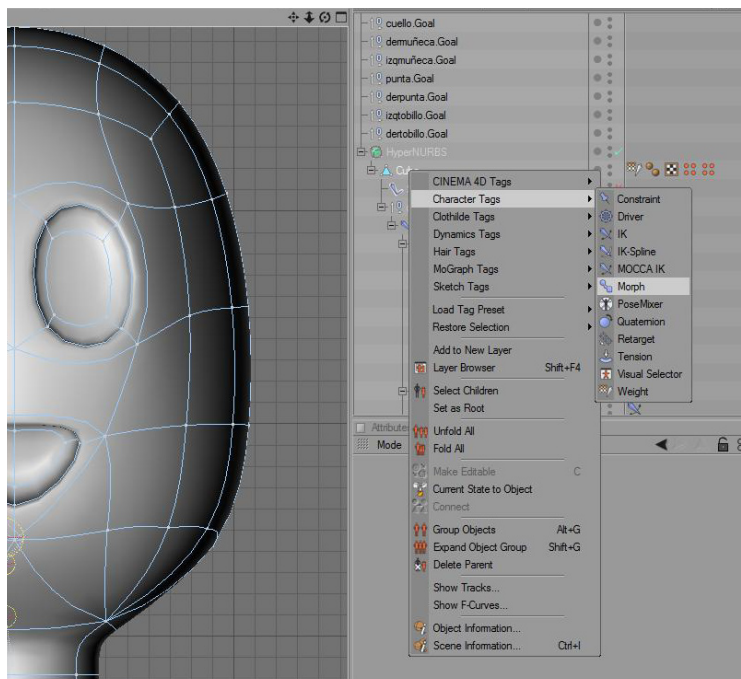 cuello.Goal
dermuñeca.Goal
izqmuñeca.Goal
punta.Goal
derpunta.Goal
izqtobillo.Goal
dertobillo.Goal
HyperNURBS
CINEMA 4D Tags
Character Tags
Clothilde Tags
Dynamics Tags
Hair Tags
MoGraph Tags
Sketch Tags
Load Tag Preset
Restore Selection
Add to New Layer
Layer Browser Shift+F4
Select Children
Set as Root
Unfold All
Fold All
Make Editable C
Current State to Object
Connect
Group Objects Alt+G
Expand Object Group Shift+G
Delete Parent
Show Tracks...
Show F-Curves...
Object Information...
Scene Information... Ctrl+I
Constraint
Driver
IK
IK-Spline
MOCCA IK
Morph
PoseMixer
Quaternion
Retarget
Tension
Visual Selector
Weight
Attribute
Mode